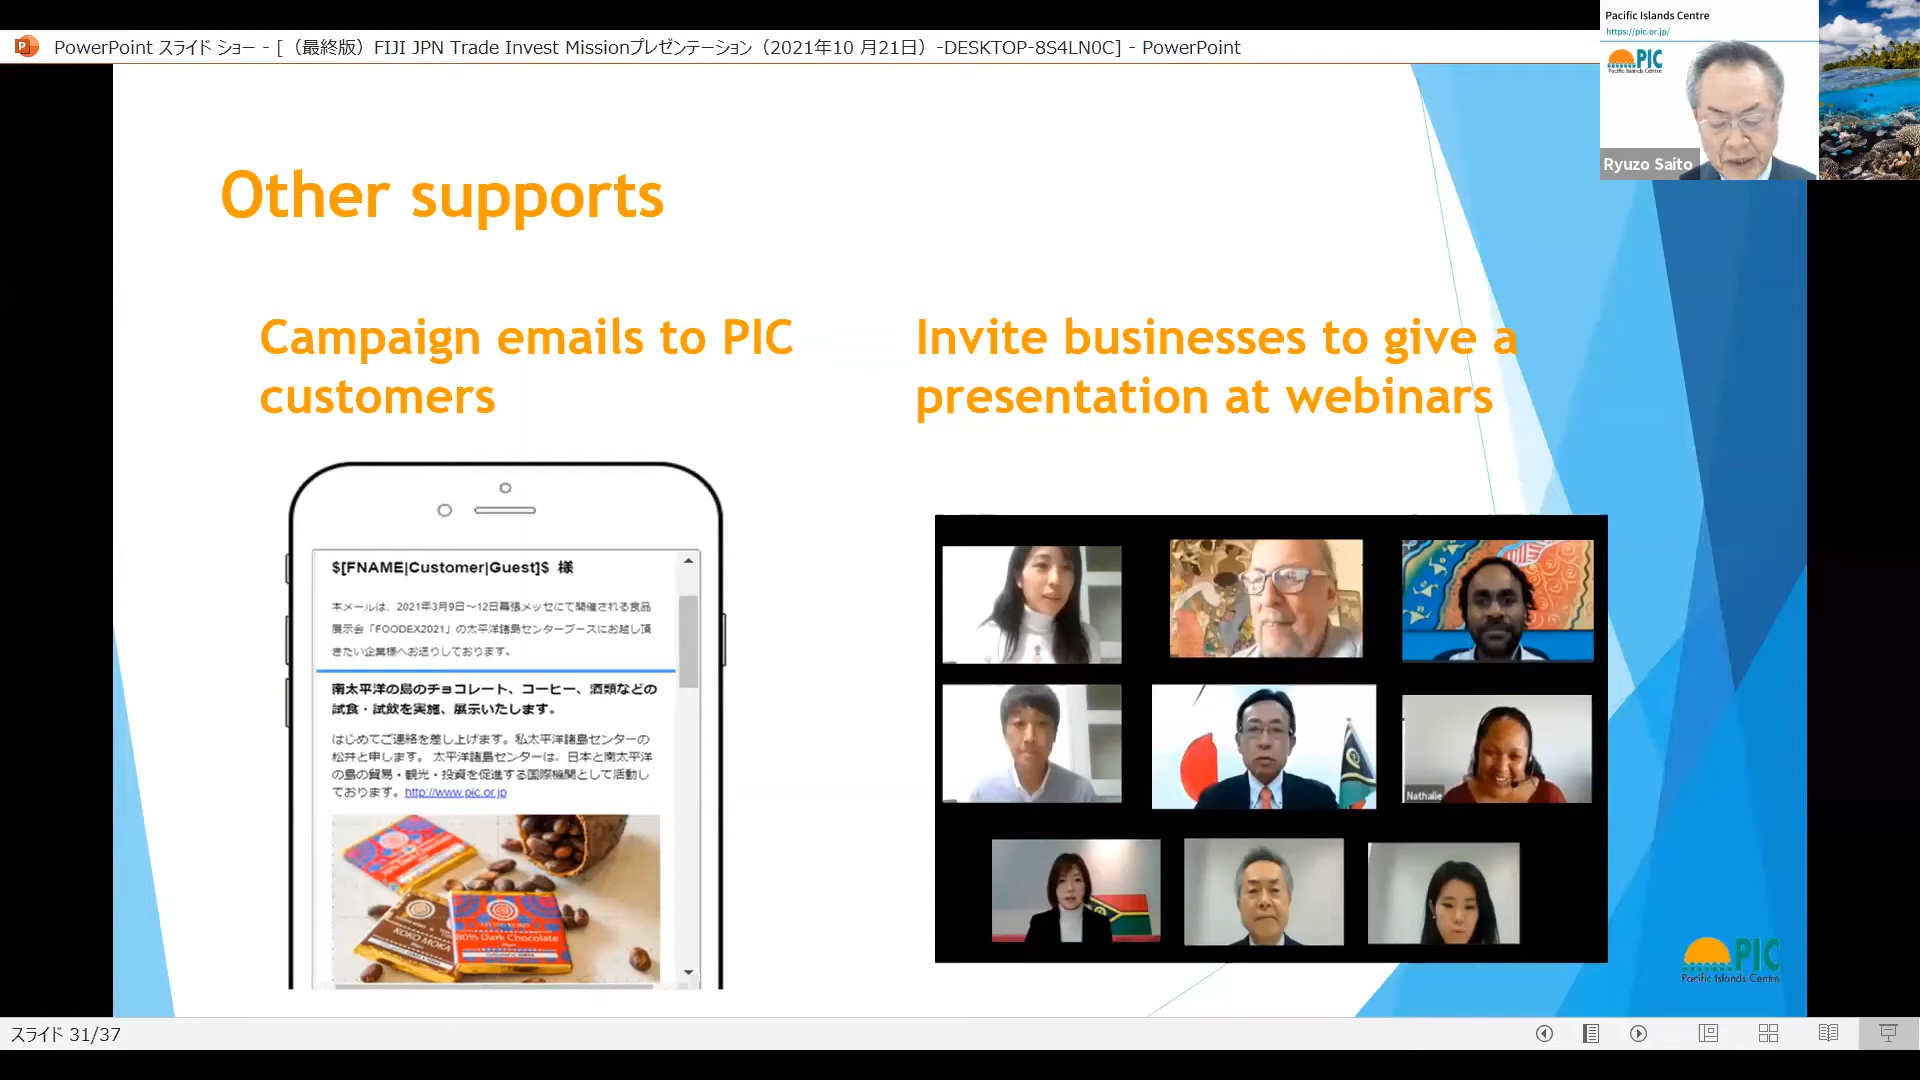 PowerPoint スライド ショー - [（最終版）FIJI JPN Trade Invest Missionプレゼンテーション（2021年10 月21日）-DESKTOP-8S4LN0C] - PowerPoint
Pacific Islands Centre
https://pic.or.jp/
PIC
Pacific Islands Centre
Ryuzo Saito
Other supports
Campaign emails to PIC
customers
Invite businesses to give a
presentation at webinars
$[FNAME|Customer|Guest]$ 様
本メールは、2021年3月9日～12日幕張メッセにて開催される食品
展示会「FOODEX2021」の太平洋諸島センターブースにお越し頂
きたい企業様へお送りしております。
南太平洋の島のチョコレート、コーヒー、酒類などの
試食・試飲を実施、展示いたします。
はじめてご連絡を差し上げます。私太平洋諸島センターの
松井と申します。 太平洋諸島センターは、日本と南太平洋
の島の貿易・観光・投資を促進する国際機関として活動し
ております。http://www.pic.or.jp
KOKO MOKA
80% Dark Chocolate
Nathalie
PIC
Pacific Islands Centre
スライド 31/37